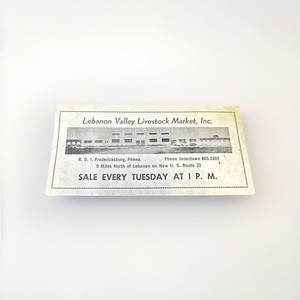 Lebanon Valley Livestock Market, Inc.
R. D. 1, Fredericksburg, Penna. Phone Jonestown 865-2881
9 Miles North of Lebanon on New U. S. Route 22
SALE EVERY TUESDAY AT 1 P. M.